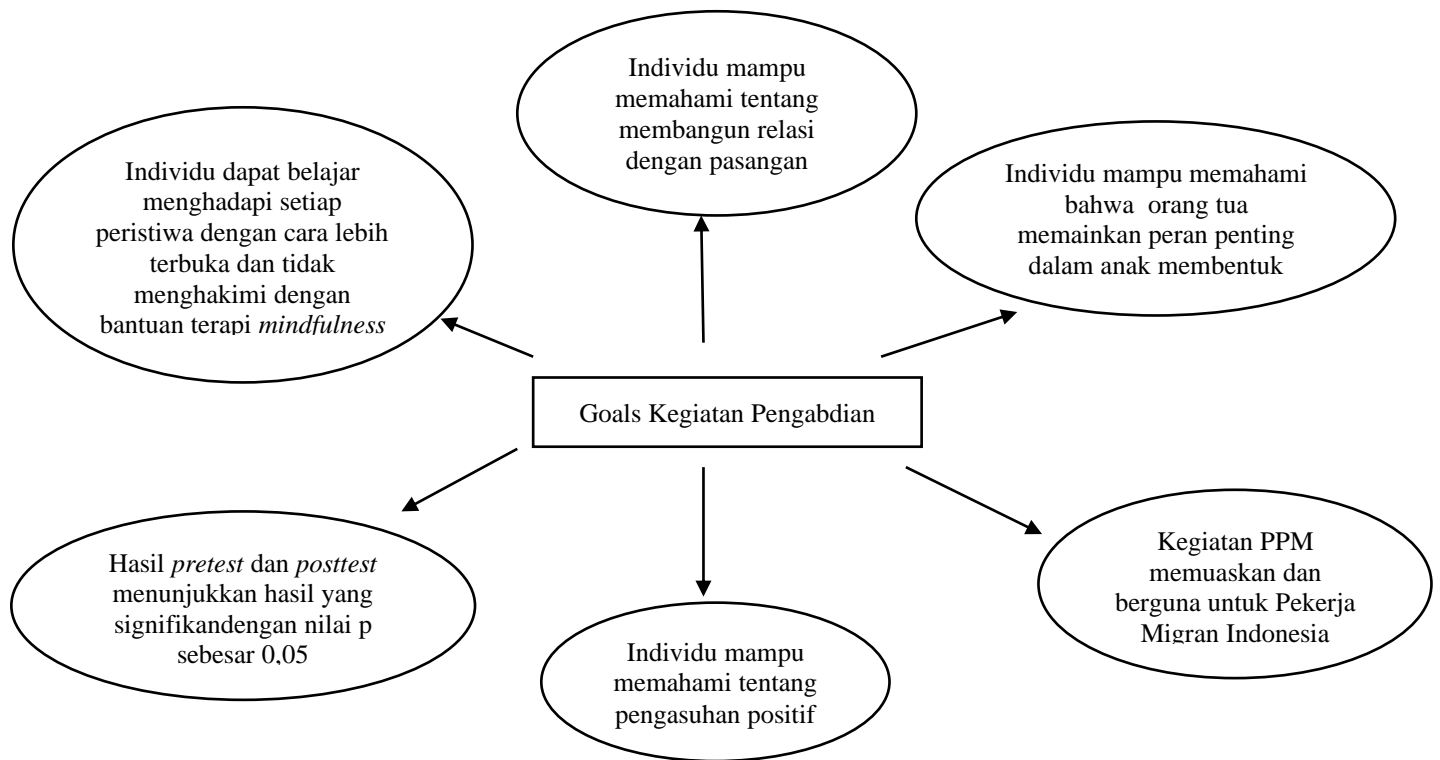 Individu mampu
memahami tentang
membangun relasi
dengan pasangan
Individu dapat belajar
menghadapi setiap
peristiwa dengan cara lebih
terbuka dan tidak
menghakimi dengan
bantuan terapi mindfulness
Individu mampu memahami
bahwa orang tua
memainkan peran penting
dalam anak membentuk
Goals Kegiatan Pengabdian
Hasil pretest dan posttest
menunjukkan hasil yang
signifikandengan nilai p
sebesar 0,05
Individu mampu
memahami tentang
pengasuhan positif
Kegiatan PPM
memuaskan dan
berguna untuk Pekerja
Migran Indonesia